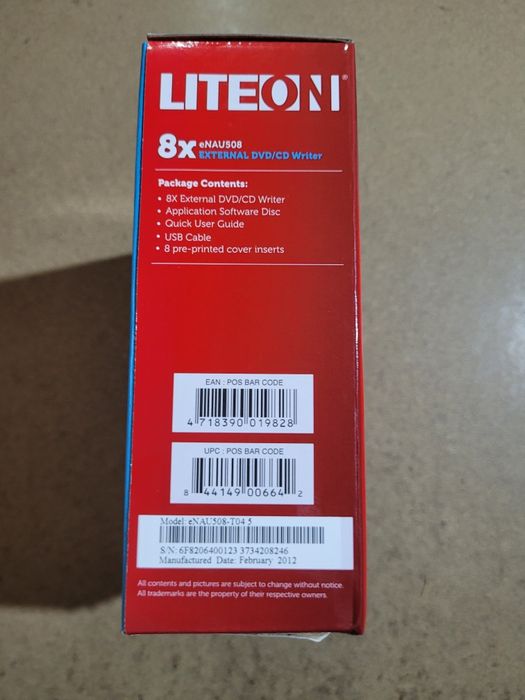 LITEON®
8x eNAU508
EXTERNAL DVD/CD Writer
Package Contents:
• 8X External DVD/CD Writer
• Application Software Disc
• Quick User Guide
• USB Cable
• 8 pre-printed cover inserts
EAN : POS BAR CODE
4 718390 019828
UPC : POS BAR CODE
8 44149 00664 2
Model: eNAU508-T04 5
S/N: 6F8206400123 3734208246
Manufactured Date: February 2012
All contents and pictures are subject to change without notice.
All trademarks are the property of their respective owners.